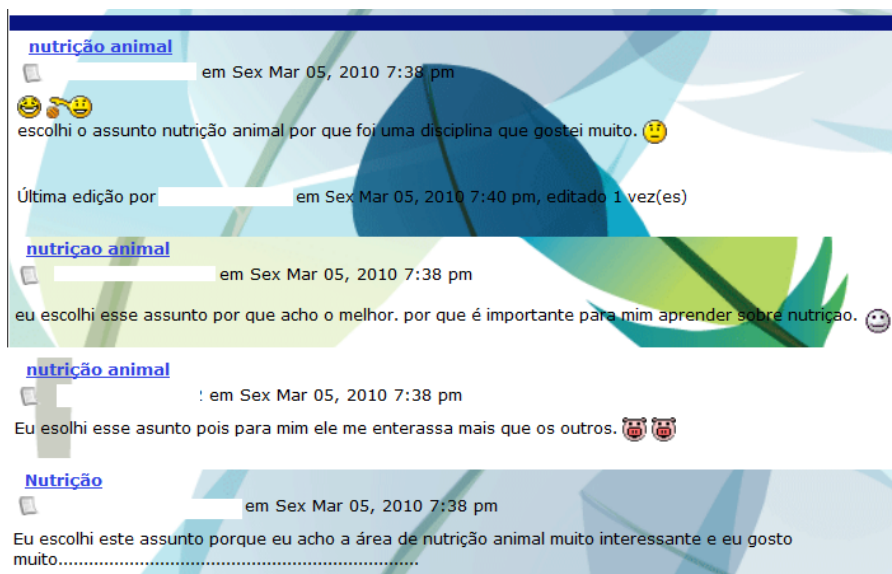 nutrição animal
em Sex Mar 05, 2010 7:38 pm
escolhi o assunto nutrição animal por que foi uma disciplina que gostei muito.
Última edição por em Sex Mar 05, 2010 7:40 pm, editado 1 vez(es)
nutriçao animal
em Sex Mar 05, 2010 7:38 pm
eu escolhi esse assunto por que acho o melhor. por que é importante para mim aprender sobre nutriçao.
nutrição animal
em Sex Mar 05, 2010 7:38 pm
Eu esolhi esse asunto pois para mim ele me enterassa mais que os outros.
Nutrição
em Sex Mar 05, 2010 7:38 pm
Eu escolhi este assunto porque eu acho a área de nutrição animal muito interessante e eu gosto
muito......................................................................